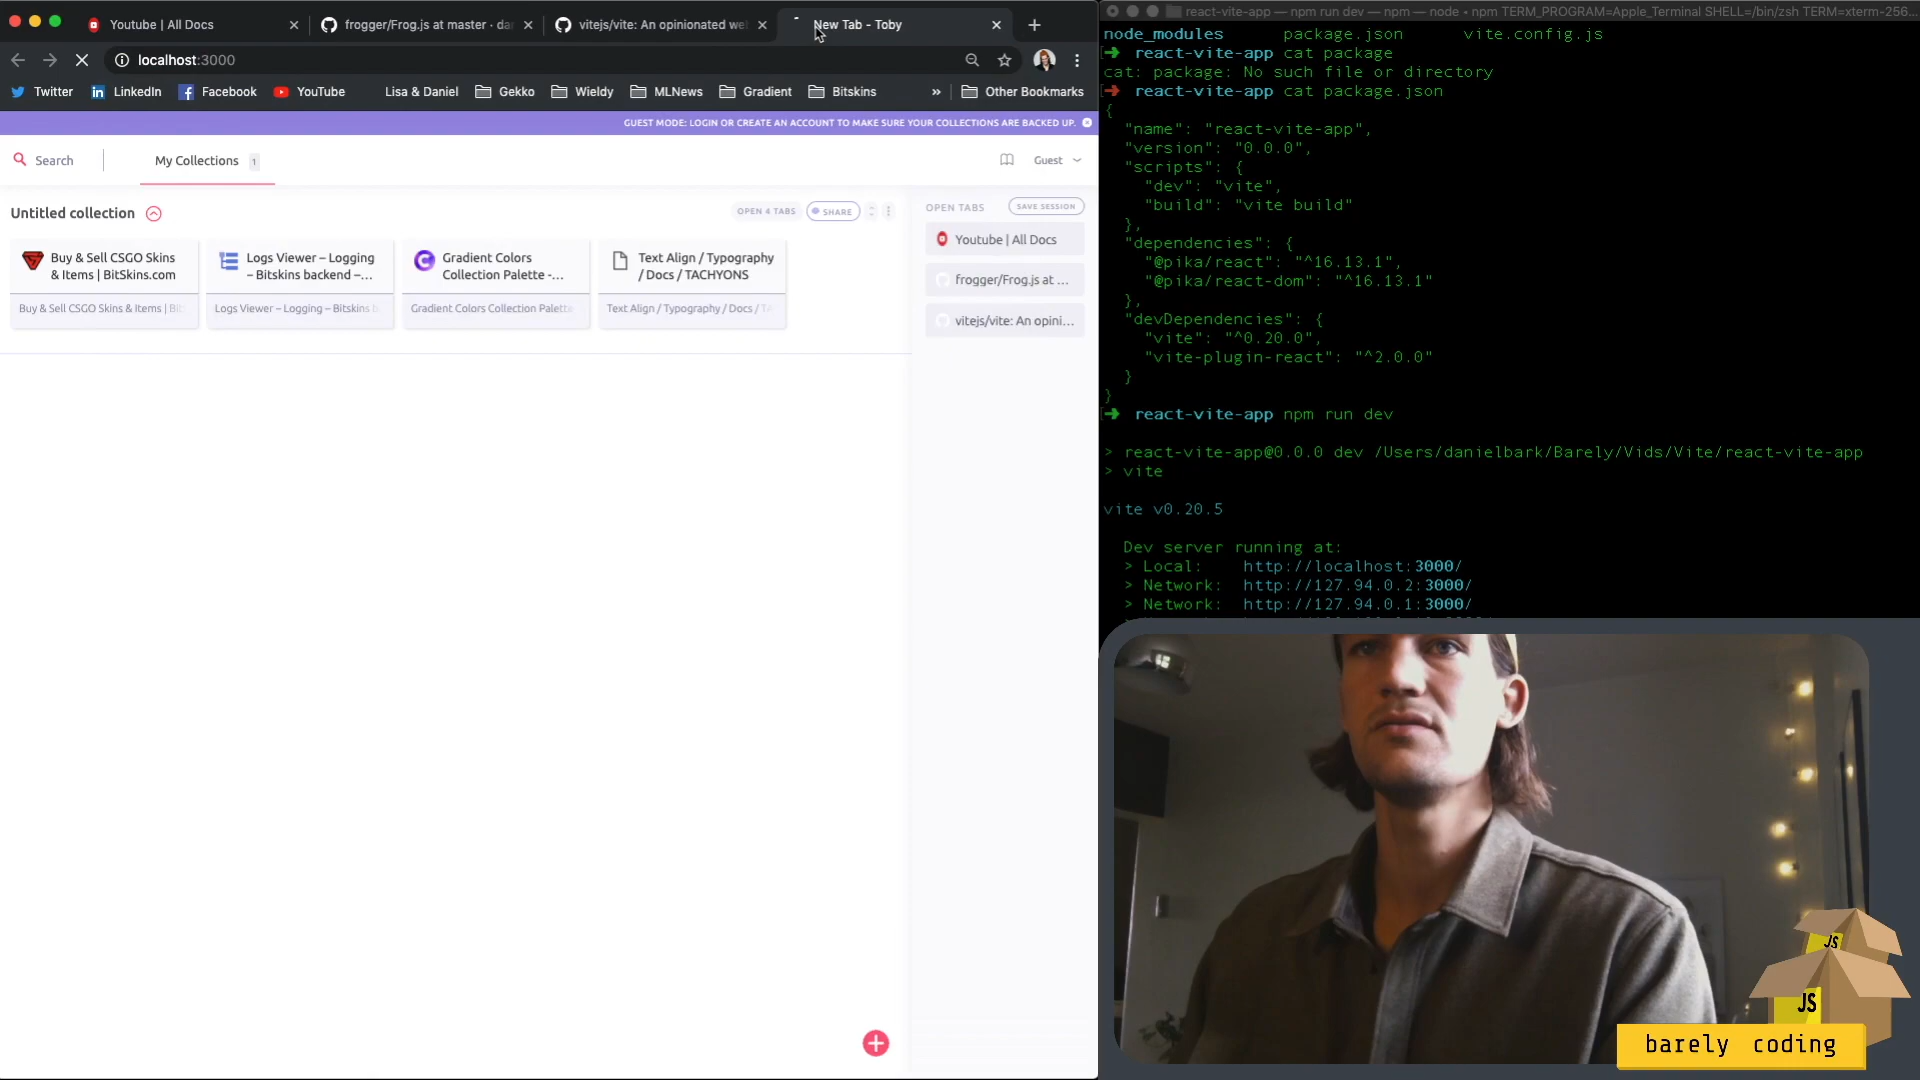 Youtube | All Docs
frogger/Frog.js at master · da
vitejs/vite: An opinionated we
New Tab - Toby
localhost:3000
Twitter
LinkedIn
Facebook
YouTube
Lisa & Daniel
Gekko
Wieldy
MLNews
Gradient
Bitskins
»
Other Bookmarks
GUEST MODE: LOGIN OR CREATE AN ACCOUNT TO MAKE SURE YOUR COLLECTIONS ARE BACKED UP.
Search
My Collections 1
Guest
Untitled collection
OPEN 4 TABS
SHARE
Buy & Sell CSGO Skins
& Items | BitSkins.com
Buy & Sell CSGO Skins & Items | Bit
Logs Viewer – Logging
– Bitskins backend –...
Logs Viewer – Logging – Bitskins b
Gradient Colors
Collection Palette -...
Gradient Colors Collection Palette
Text Align / Typography
/ Docs / TACHYONS
Text Align / Typography / Docs / TA
OPEN TABS
SAVE SESSION
Youtube | All Docs
frogger/Frog.js at ...
vitejs/vite: An opini...
react-vite-app — npm run dev — npm — node • npm TERM_PROGRAM=Apple_Terminal SHELL=/bin/zsh TERM=xterm-256...
node_modules package.json vite.config.js
react-vite-app cat package
cat: package: No such file or directory
react-vite-app cat package.json
{
"name": "react-vite-app",
"version": "0.0.0",
"scripts": {
"dev": "vite",
"build": "vite build"
},
"dependencies": {
"@pika/react": "^16.13.1",
"@pika/react-dom": "^16.13.1"
},
"devDependencies": {
"vite": "^0.20.0",
"vite-plugin-react": "^2.0.0"
}
}
react-vite-app npm run dev
> react-vite-app@0.0.0 dev /Users/danielbark/Barely/Vids/Vite/react-vite-app
> vite
vite v0.20.5
Dev server running at:
> Local: http://localhost:3000/
> Network: http://127.94.0.2:3000/
> Network: http://127.94.0.1:3000/
JS
JS
barely coding